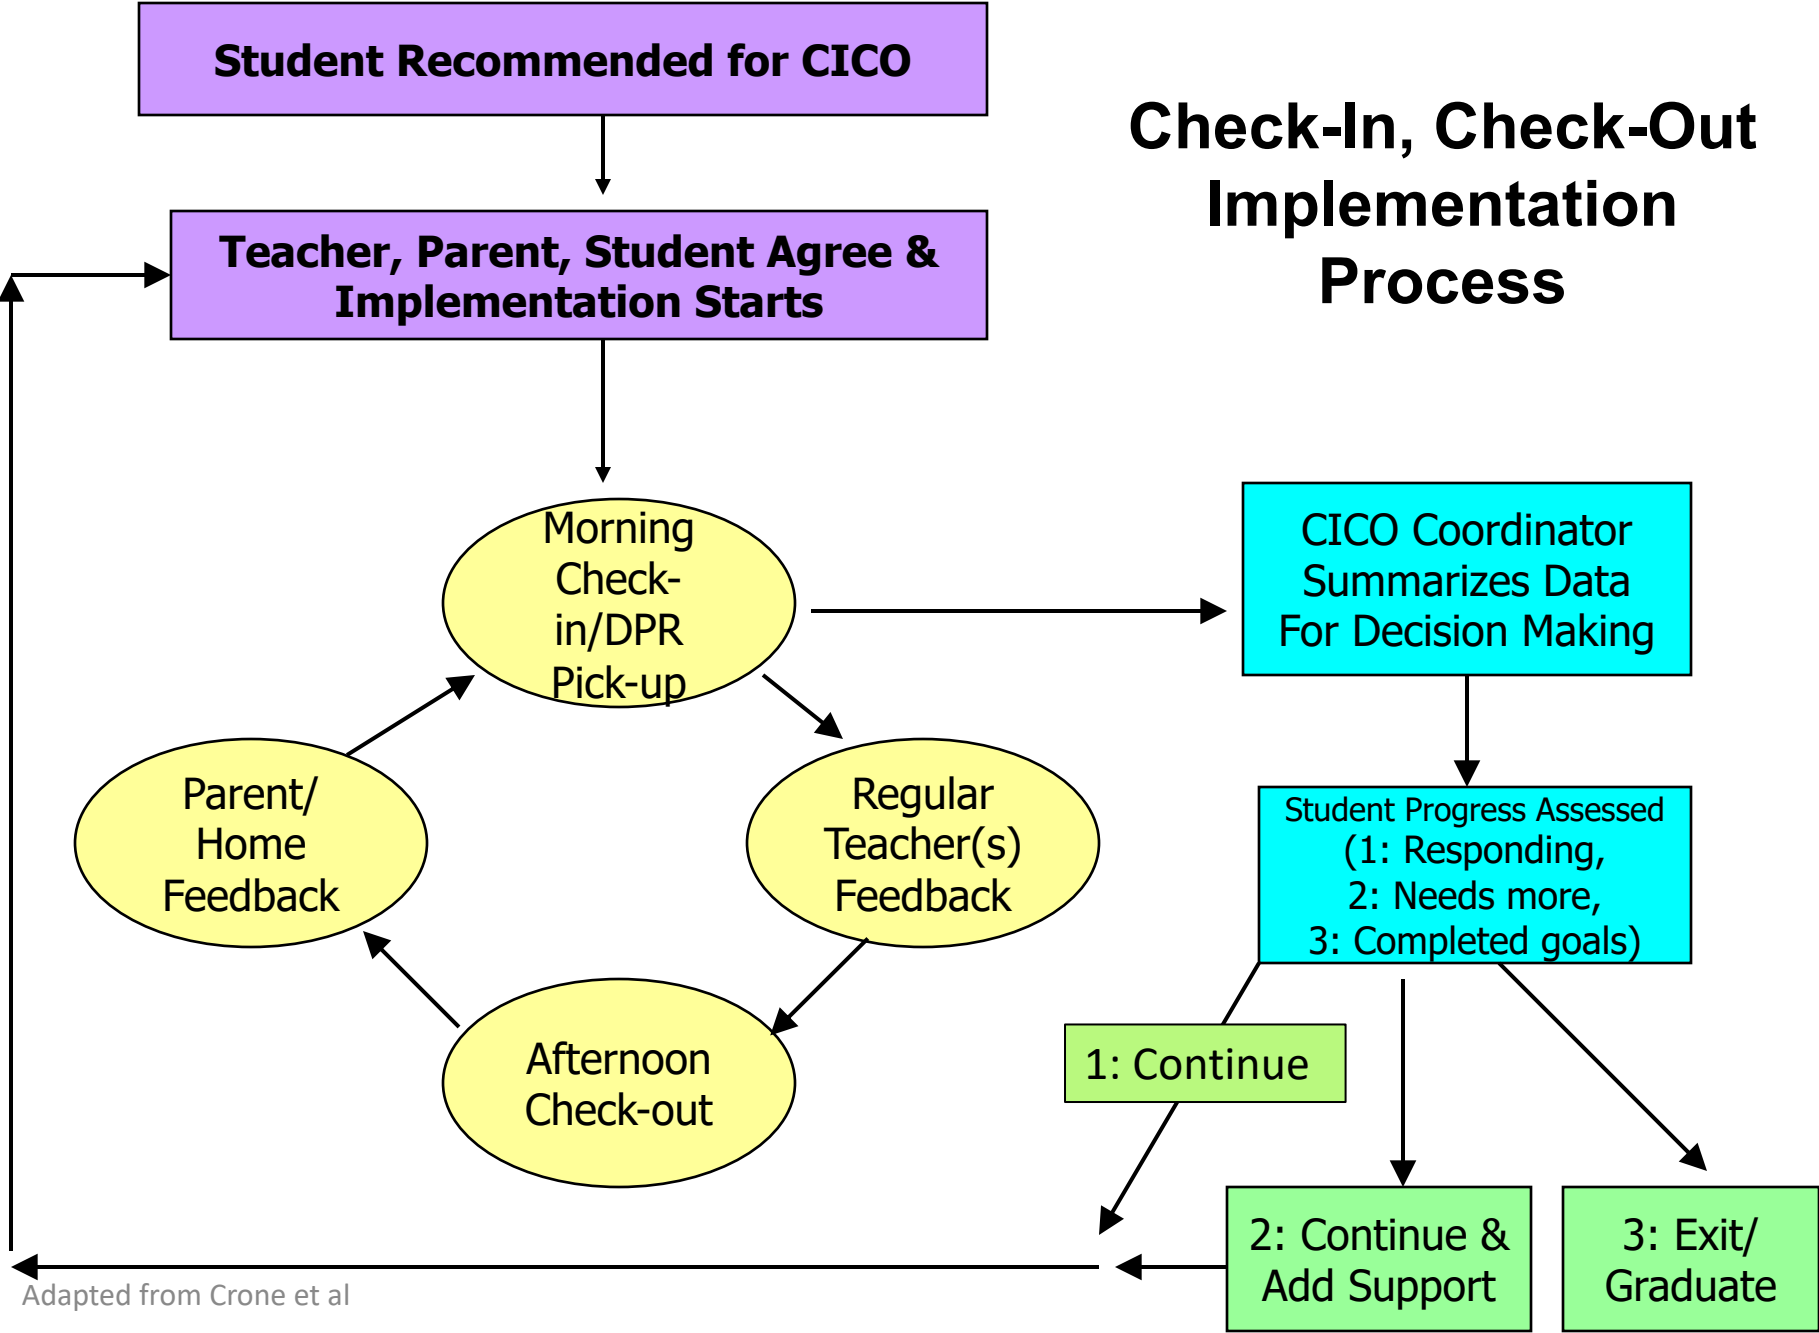 Student Recommended for CICO
Check-In, Check-Out
Implementation
Process
Teacher, Parent, Student Agree &
Implementation Starts
Morning
Check-
in/DPR
Pick-up
CICO Coordinator
Summarizes Data
For Decision Making
Parent/
Home
Feedback
Regular
Teacher(s)
Feedback
Student Progress Assessed
(1: Responding,
2: Needs more,
3: Completed goals)
Afternoon
Check-out
1: Continue
2: Continue &
Add Support
3: Exit/
Graduate
Adapted from Crone et al